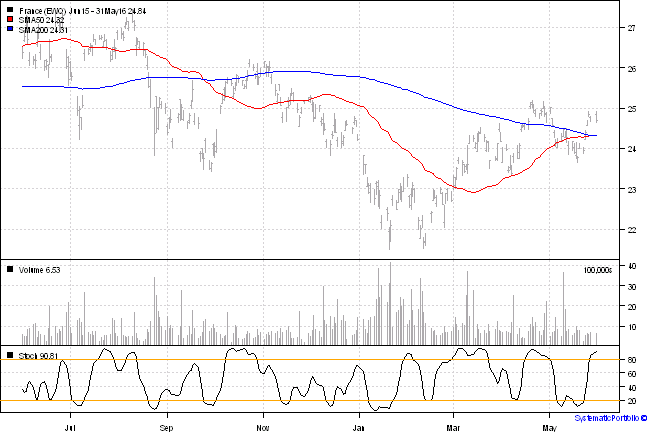 France (EWQ) Jun15 - 31May16 24.84
SMA50 24.32
SMA200 24.31
27
26
25
24
23
22
Volume 6.53
100,000s
40
30
20
10
Stoch 90.81
80
60
40
20
Jul
Sep
Nov
Jan
Mar
May
SystematicPortfolio ©